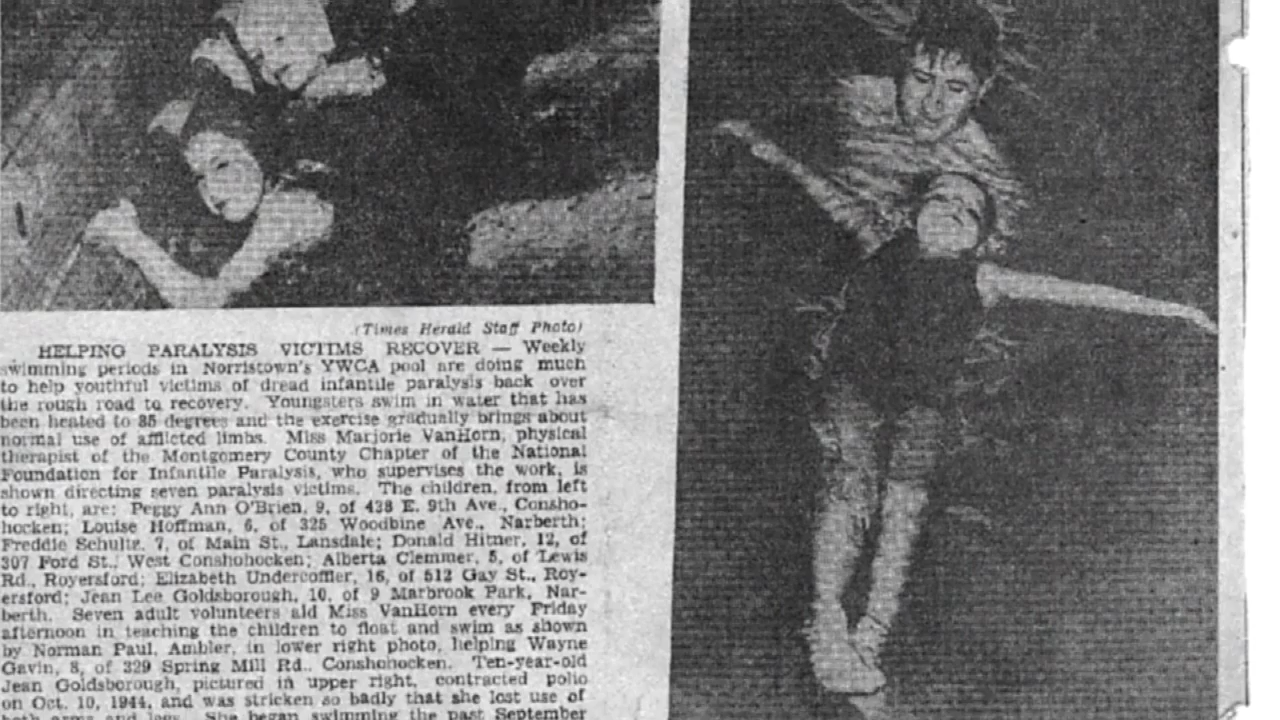 (Times Herald Staff Photo)
HELPING PARALYSIS VICTIMS RECOVER — Weekly
swimming periods in Norristown's YWCA pool are doing much
to help youthful victims of dread infantile paralysis back over
the rough road to recovery. Youngsters swim in water that has
been heated to 85 degrees and the exercise gradually brings about
normal use of afflicted limbs. Miss Marjorie VanHorn, physical
therapist of the Montgomery County Chapter of the National
Foundation for Infantile Paralysis, who supervises the work, is
shown directing seven paralysis victims. The children, from left
to right, are: Peggy Ann O'Brien, 9, of 438 E. 9th Ave., Consho-
hocken; Louise Hoffman, 6, of 325 Woodbine Ave., Narberth;
Freddie Schultz, 7, of Main St., Lansdale; Donald Hitner, 12, of
307 Ford St., West Conshohocken; Alberta Clemmer, 5, of Lewis
Rd., Royersford; Elizabeth Undercoffler, 16, of 512 Gay St., Roy-
ersford; Jean Lee Goldsborough, 10, of 9 Marbrook Park, Nar-
berth. Seven adult volunteers aid Miss VanHorn every Friday
afternoon in teaching the children to float and swim as shown
by Norman Paul, Ambler, in lower right photo, helping Wayne
Gavin, 8, of 329 Spring Mill Rd., Conshohocken. Ten-year-old
Jean Goldsborough, pictured in upper right, contracted polio
on Oct. 10, 1944, and was stricken so badly that she lost use of
both arms and legs. She began swimming the past September